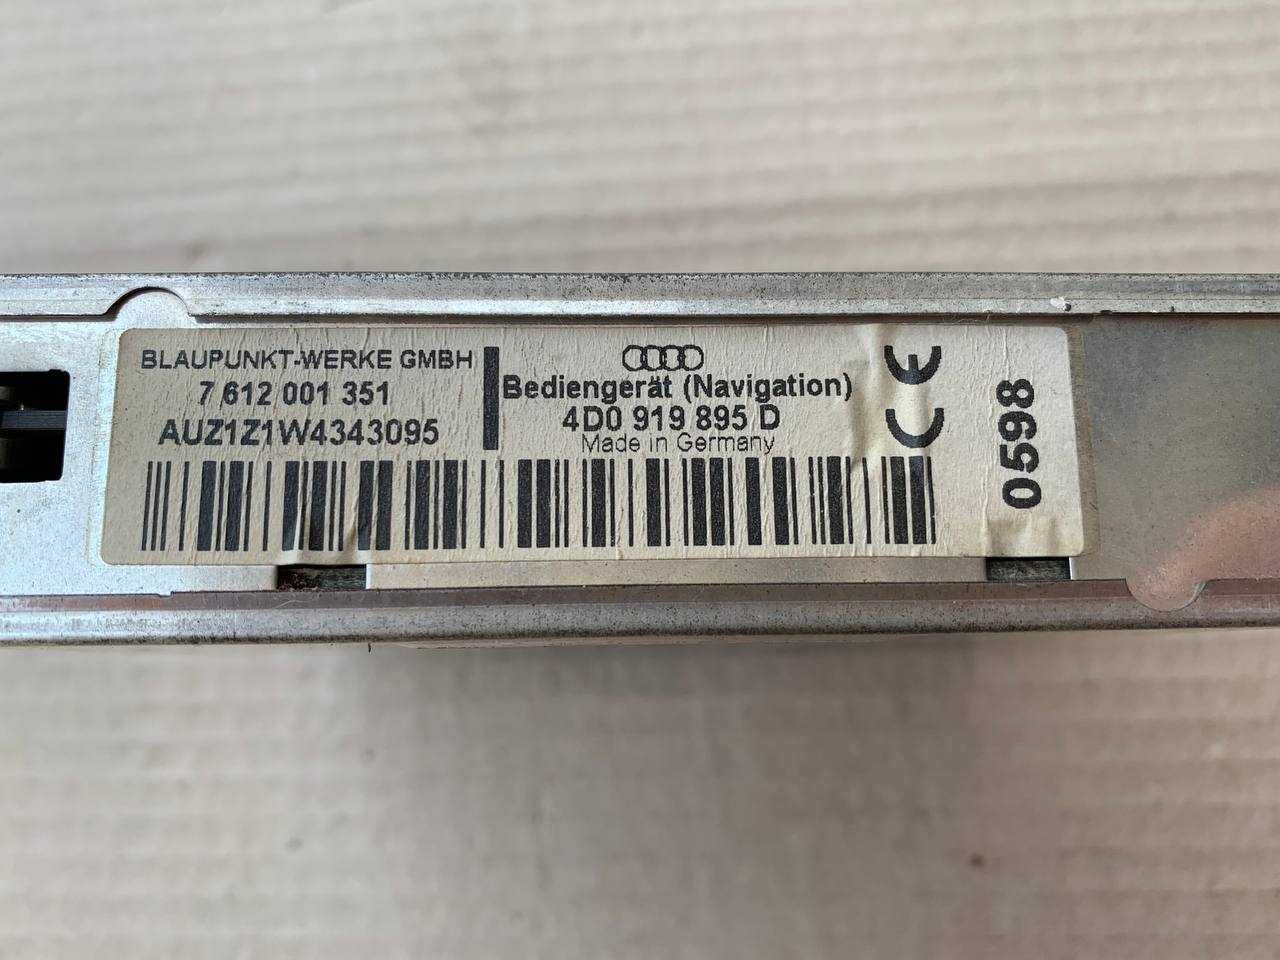 BLAUPUNKT-WERKE GMBH
7 612 001 351
AUZ1Z1W4343095
Bediengerät (Navigation)
4D0 919 895 D
Made in Germany
CE
0598